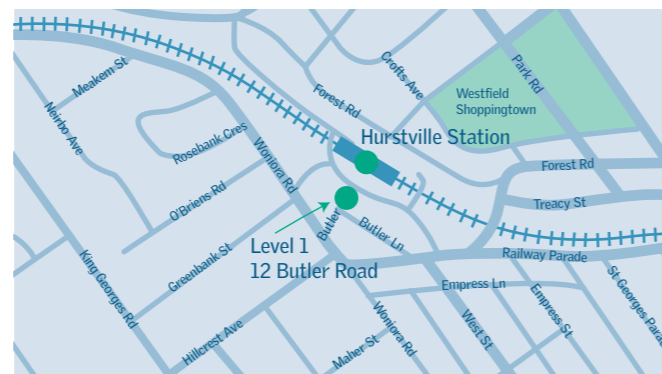 Meakem St
Neirbo Ave
Rosebank Cres
O'Briens Rd
Woniora Rd
Greenbank St
King Georges Rd
Hillcrest Ave
Forest Rd
Crofts Ave
Park Rd
Westfield
Shoppingtown
Hurstville Station
Forest Rd
Treacy St
Butler
Butler Ln
Level 1
12 Butler Road
Railway Parade
Empress Ln
Empress St
St Georges Parade
West St
Woniora Rd
Maher St